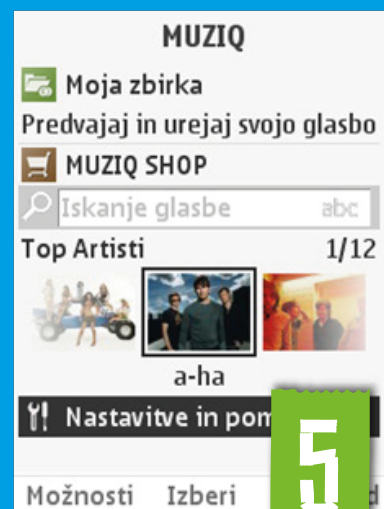 MUZIQ
Moja zbirka
Predvajaj in urejaj svojo glasbo
MUZIQ SHOP
Iskanje glasbe abc
Top Artisti 1/12
a-ha
Nastavitve in
Možnosti Izberi
5